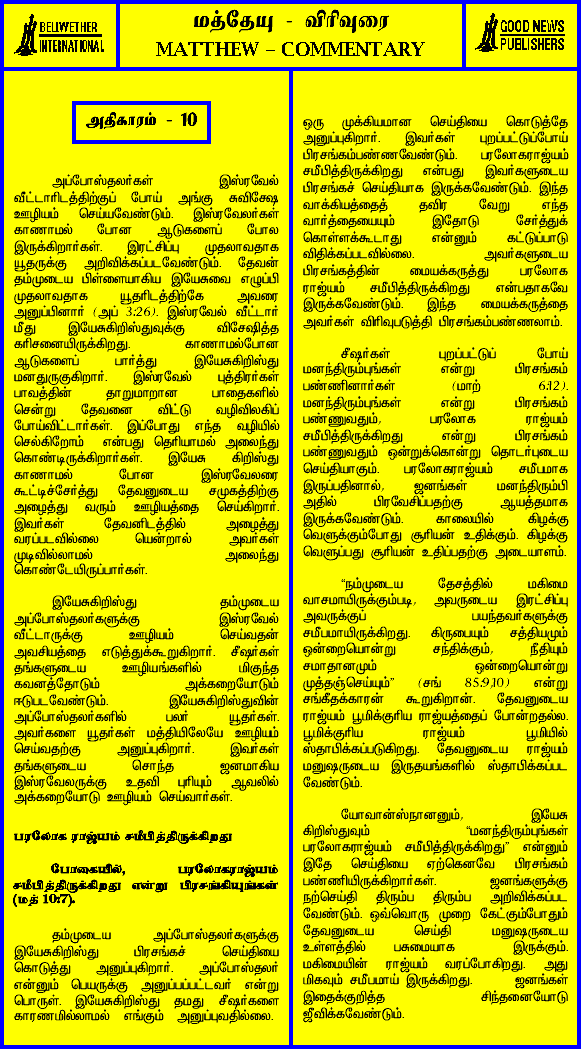 BELLWETHER
INTERNATIONAL
மத்தேயு - விரிவுரை
MATTHEW – COMMENTARY
GOOD NEWS
PUBLISHERS
அதிகாரம் - 10
அப்போஸ்தலர்கள் இஸ்ரவேல்
வீட்டாரிடத்திற்குப் போய் அங்கு சுவிசேஷ
ஊழியம் செய்யவேண்டும். இஸ்ரவேலர்கள்
காணாமல் போன ஆடுகளைப் போல
இருக்கிறார்கள். இரட்சிப்பு முதலாவதாக
யூதருக்கு அறிவிக்கப்படவேண்டும். தேவன்
தம்முடைய பிள்ளையாகிய இயேசுவை எழுப்பி
முதலாவதாக யூதரிடத்திற்கே அவரை
அனுப்பினார் (அப் 3:26). இஸ்ரவேல் வீட்டார்
மீது இயேசுகிறிஸ்துவுக்கு விசேஷித்த
கரிசனையிருக்கிறது. காணாமல்போன
ஆடுகளைப் பார்த்து இயேசுகிறிஸ்து
மனதுருகுகிறார். இஸ்ரவேல் புத்திரர்கள்
பாவத்தின் தாறுமாறான பாதைகளில்
சென்று தேவனை விட்டு வழிவிலகிப்
போய்விட்டார்கள். இப்போது எந்த வழியில்
செல்கிறோம் என்பது தெரியாமல் அலைந்து
கொண்டிருக்கிறார்கள். இயேசு கிறிஸ்து
காணாமல் போன இஸ்ரவேலரை
கூட்டிச்சேர்த்து தேவனுடைய சமுகத்திற்கு
அழைத்து வரும் ஊழியத்தை செய்கிறார்.
இவர்கள் தேவனிடத்தில் அழைத்து
வரப்படவில்லை யென்றால் அவர்கள்
முடிவில்லாமல் அலைந்து
கொண்டேயிருப்பார்கள்.
இயேசுகிறிஸ்து தம்முடைய
அப்போஸ்தலர்களுக்கு இஸ்ரவேல்
வீட்டாருக்கு ஊழியம் செய்வதன்
அவசியத்தை எடுத்துக்கூறுகிறார். சீஷர்கள்
தங்களுடைய ஊழியங்களில் மிகுந்த
கவனத்தோடும் அக்கறையோடும்
ஈடுபடவேண்டும். இயேசுகிறிஸ்துவின்
அப்போஸ்தலர்களில் பலர் யூதர்கள்.
அவர்களை யூதர்கள் மத்தியிலேயே ஊழியம்
செய்வதற்கு அனுப்புகிறார். இவர்கள்
தங்களுடைய சொந்த ஜனமாகிய
இஸ்ரவேலருக்கு உதவி புரியும் ஆவலில்
அக்கறையோடு ஊழியம் செய்வார்கள்.
பரலோக ராஜ்யம் சமீபித்திருக்கிறது
போகையில், பரலோகராஜ்யம்
சமீபித்திருக்கிறது என்று பிரசங்கியுங்கள்
(மத் 10:7).
தம்முடைய அப்போஸ்தலர்களுக்கு
இயேசுகிறிஸ்து பிரசங்கச் செய்தியை
கொடுத்து அனுப்புகிறார். அப்போஸ்தலர்
என்னும் பெயருக்கு அனுப்பப்பட்டவர் என்று
பொருள். இயேசுகிறிஸ்து தமது சீஷர்களை
காரணமில்லாமல் எங்கும் அனுப்புவதில்லை.
ஒரு முக்கியமான செய்தியை கொடுத்தே
அனுப்புகிறார். இவர்கள் புறப்பட்டுப்போய்
பிரசங்கம்பண்ணவேண்டும். பரலோகராஜ்யம்
சமீபித்திருக்கிறது என்பது இவர்களுடைய
பிரசங்கச் செய்தியாக இருக்கவேண்டும். இந்த
வாக்கியத்தைத் தவிர வேறு எந்த
வார்த்தையையும் இதோடு சேர்த்துக்
கொள்ளக்கூடாது என்னும் கட்டுப்பாடு
விதிக்கப்படவில்லை. அவர்களுடைய
பிரசங்கத்தின் மையக்கருத்து பரலோக
ராஜ்யம் சமீபித்திருக்கிறது என்பதாகவே
இருக்கவேண்டும். இந்த மையக்கருத்தை
அவர்கள் விரிவுபடுத்தி பிரசங்கம்பண்ணலாம்.
சீஷர்கள் புறப்பட்டுப் போய்
மனந்திரும்புங்கள் என்று பிரசங்கம்
பண்ணினார்கள் (மாற் 6:12).
மனந்திரும்புங்கள் என்று பிரசங்கம்
பண்ணுவதும், பரலோக ராஜ்யம்
சமீபித்திருக்கிறது என்று பிரசங்கம்
பண்ணுவதும் ஒன்றுக்கொன்று தொடர்புடைய
செய்தியாகும். பரலோகராஜ்யம் சமீபமாக
இருப்பதினால், ஜனங்கள் மனந்திரும்பி
அதில் பிரவேசிப்பதற்கு ஆயத்தமாக
இருக்கவேண்டும். காலையில் கிழக்கு
வெளுக்கும்போது சூரியன் உதிக்கும். கிழக்கு
வெளுப்பது சூரியன் உதிப்பதற்கு அடையாளம்.
“நம்முடைய தேசத்தில் மகிமை
வாசமாயிருக்கும்படி, அவருடைய இரட்சிப்பு
அவருக்குப் பயந்தவர்களுக்கு
சமீபமாயிருக்கிறது. கிருபையும் சத்தியமும்
ஒன்றையொன்று சந்திக்கும், நீதியும்
சமாதானமும் ஒன்றையொன்று
முத்தஞ்செய்யும்” (சங் 85:9,10) என்று
சங்கீதக்காரன் கூறுகிறான். தேவனுடைய
ராஜ்யம் பூமிக்குரிய ராஜ்யத்தைப் போன்றதல்ல.
பூமிக்குரிய ராஜ்யம் பூமியில்
ஸ்தாபிக்கப்படுகிறது. தேவனுடைய ராஜ்யம்
மனுஷருடைய இருதயங்களில் ஸ்தாபிக்கப்பட
வேண்டும்.
யோவான்ஸ்நானனும், இயேசு
கிறிஸ்துவும் “மனந்திரும்புங்கள்
பரலோகராஜ்யம் சமீபித்திருக்கிறது” என்னும்
இதே செய்தியை ஏற்கெனவே பிரசங்கம்
பண்ணியிருக்கிறார்கள். ஜனங்களுக்கு
நற்செய்தி திரும்ப திரும்ப அறிவிக்கப்பட
வேண்டும். ஒவ்வொரு முறை கேட்கும்போதும்
தேவனுடைய செய்தி மனுஷருடைய
உள்ளத்தில் பசுமையாக இருக்கும்.
மகிமையின் ராஜ்யம் வரப்போகிறது. அது
மிகவும் சமீபமாய் இருக்கிறது. ஜனங்கள்
இதைக்குறித்த சிந்தனையோடு
ஜீவிக்கவேண்டும்.